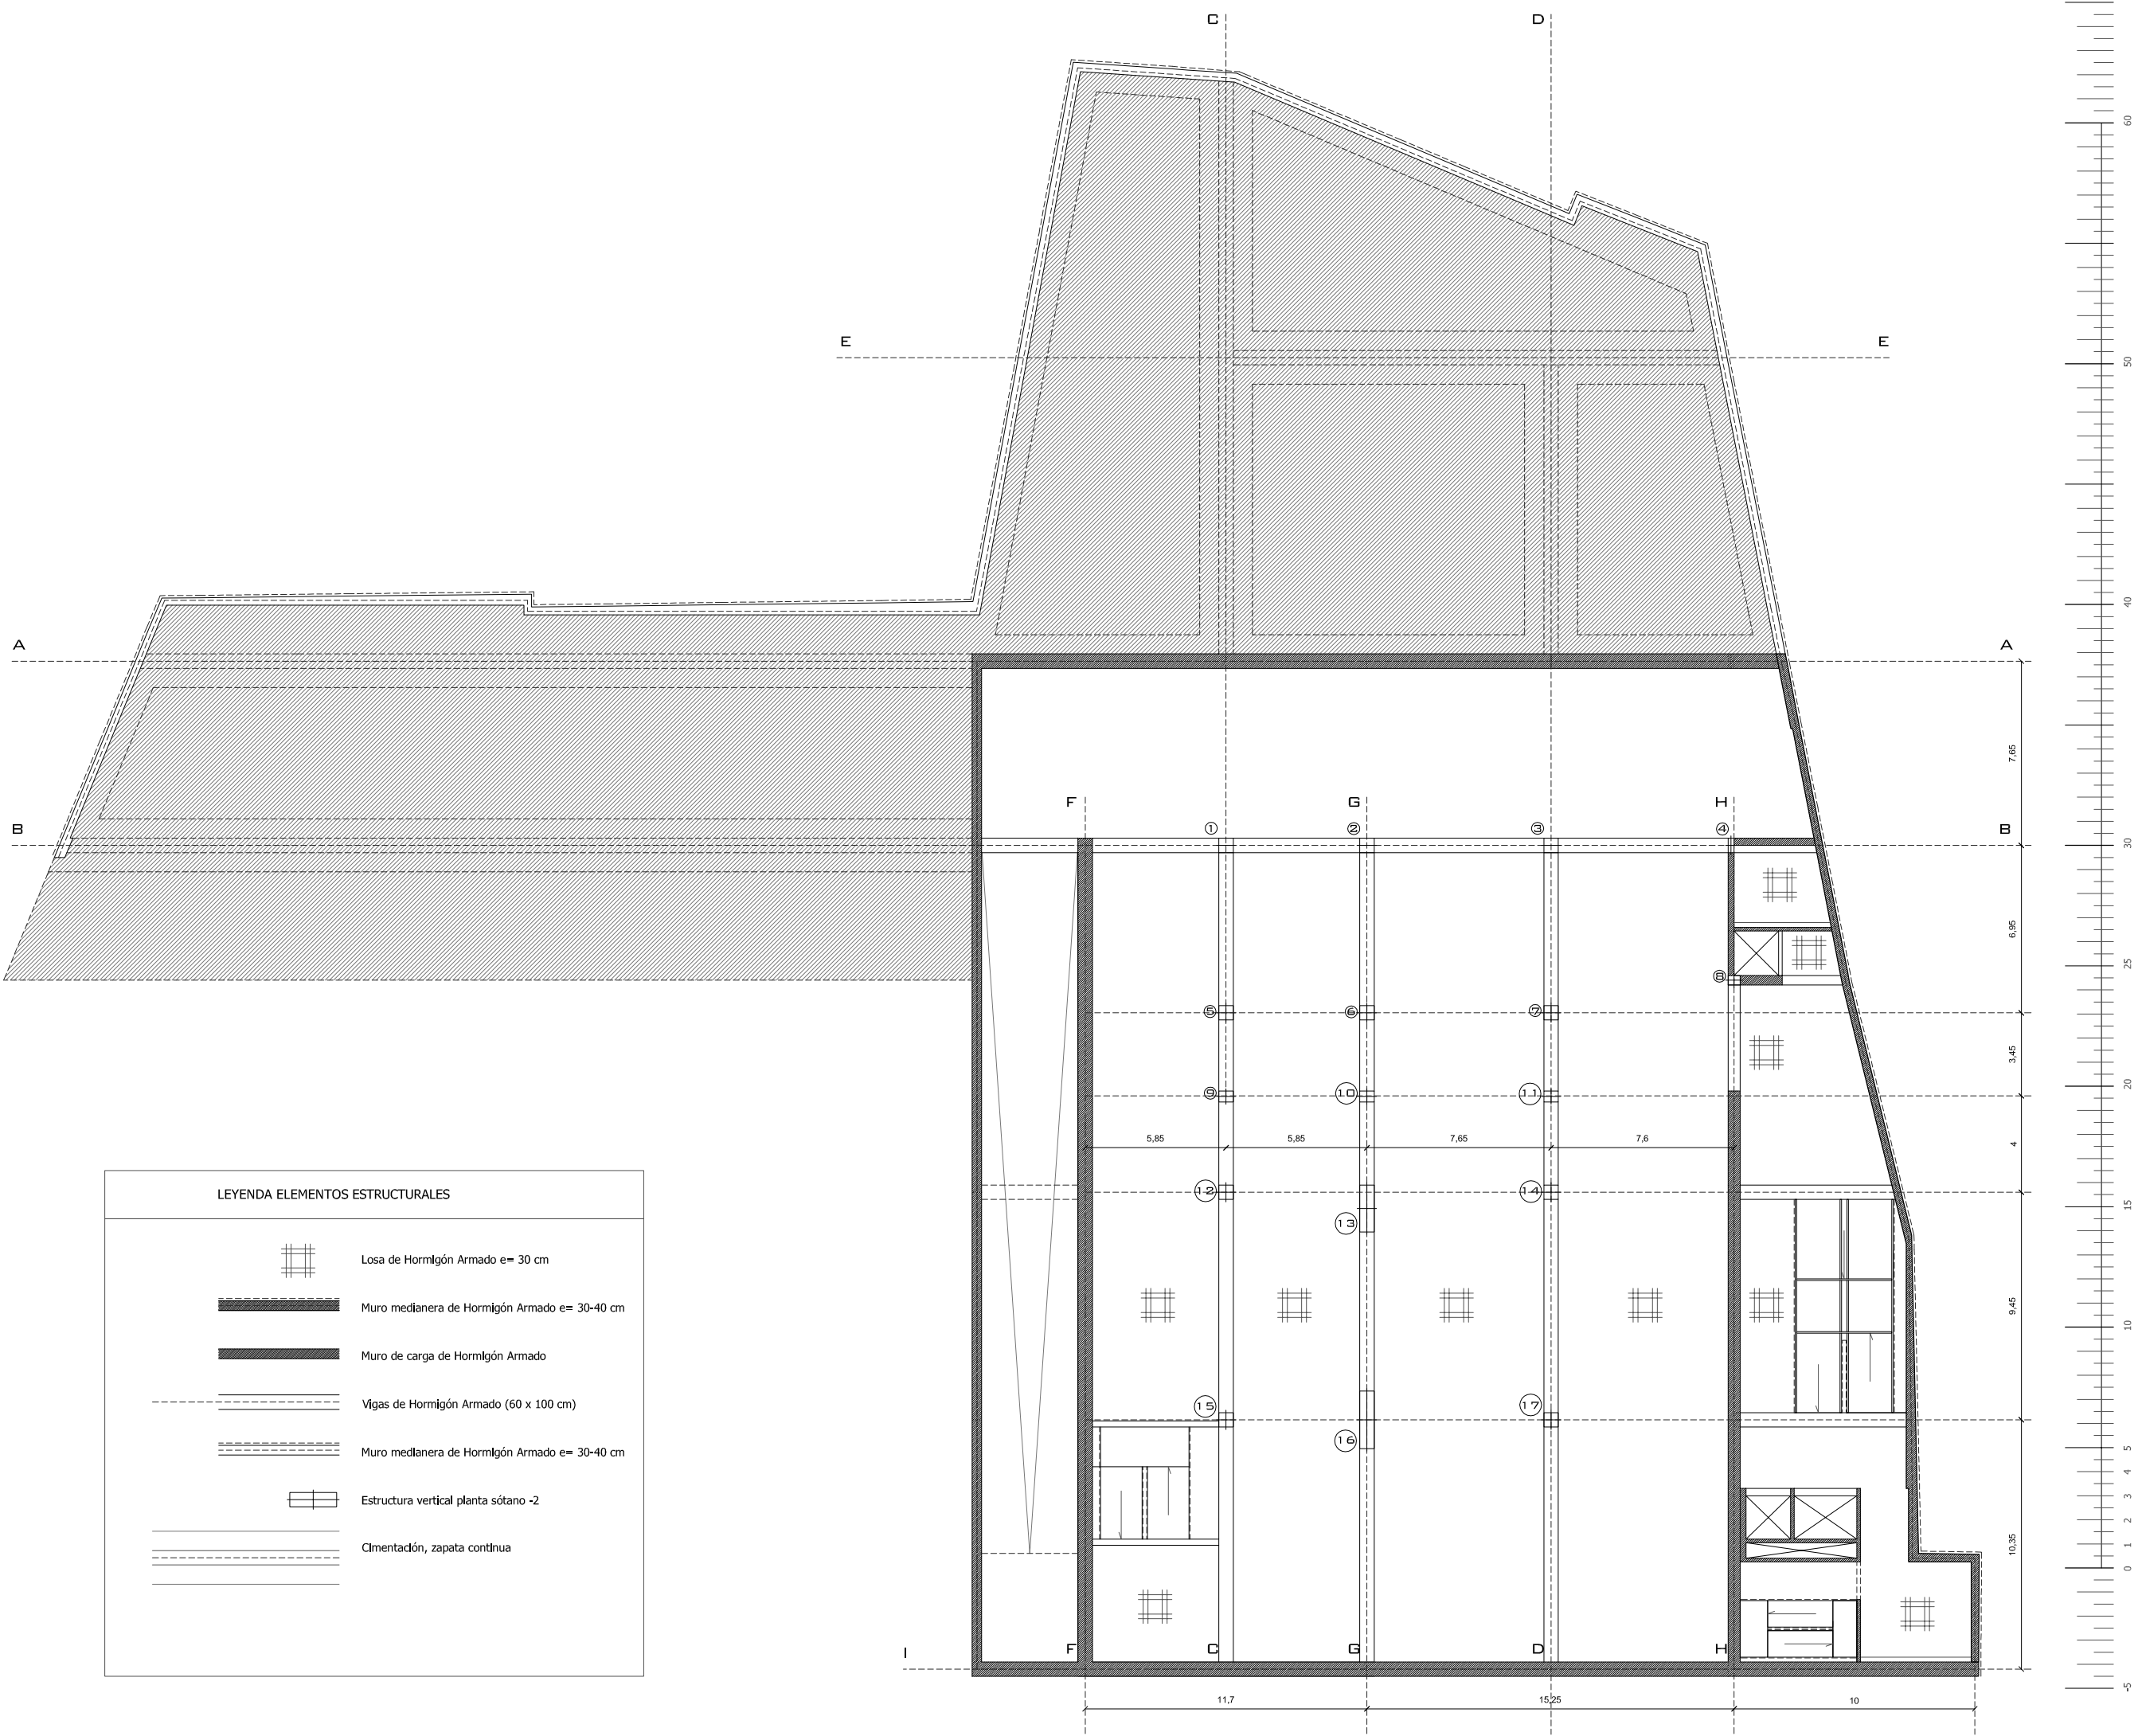 C D
60
50
E E
40
A A
7,65
F G H
B 1 2 3 4 B
30
6,95
25
8
5 6 7
3,45
20
9 10 11
5,85 5,85 7,65 7,6
4
12 14
15
13
9,45
10
15 17
16
5
4
3
2
1
0
10,35
LEYENDA ELEMENTOS ESTRUCTURALES
Losa de Hormigón Armado e= 30 cm
Muro medianera de Hormigón Armado e= 30-40 cm
Muro de carga de Hormigón Armado
Vigas de Hormigón Armado (60 x 100 cm)
Muro medianera de Hormigón Armado e= 30-40 cm
Estructura vertical planta sótano -2
Cimentación, zapata continua
I F C G D H
-5
11,7 15,25 10